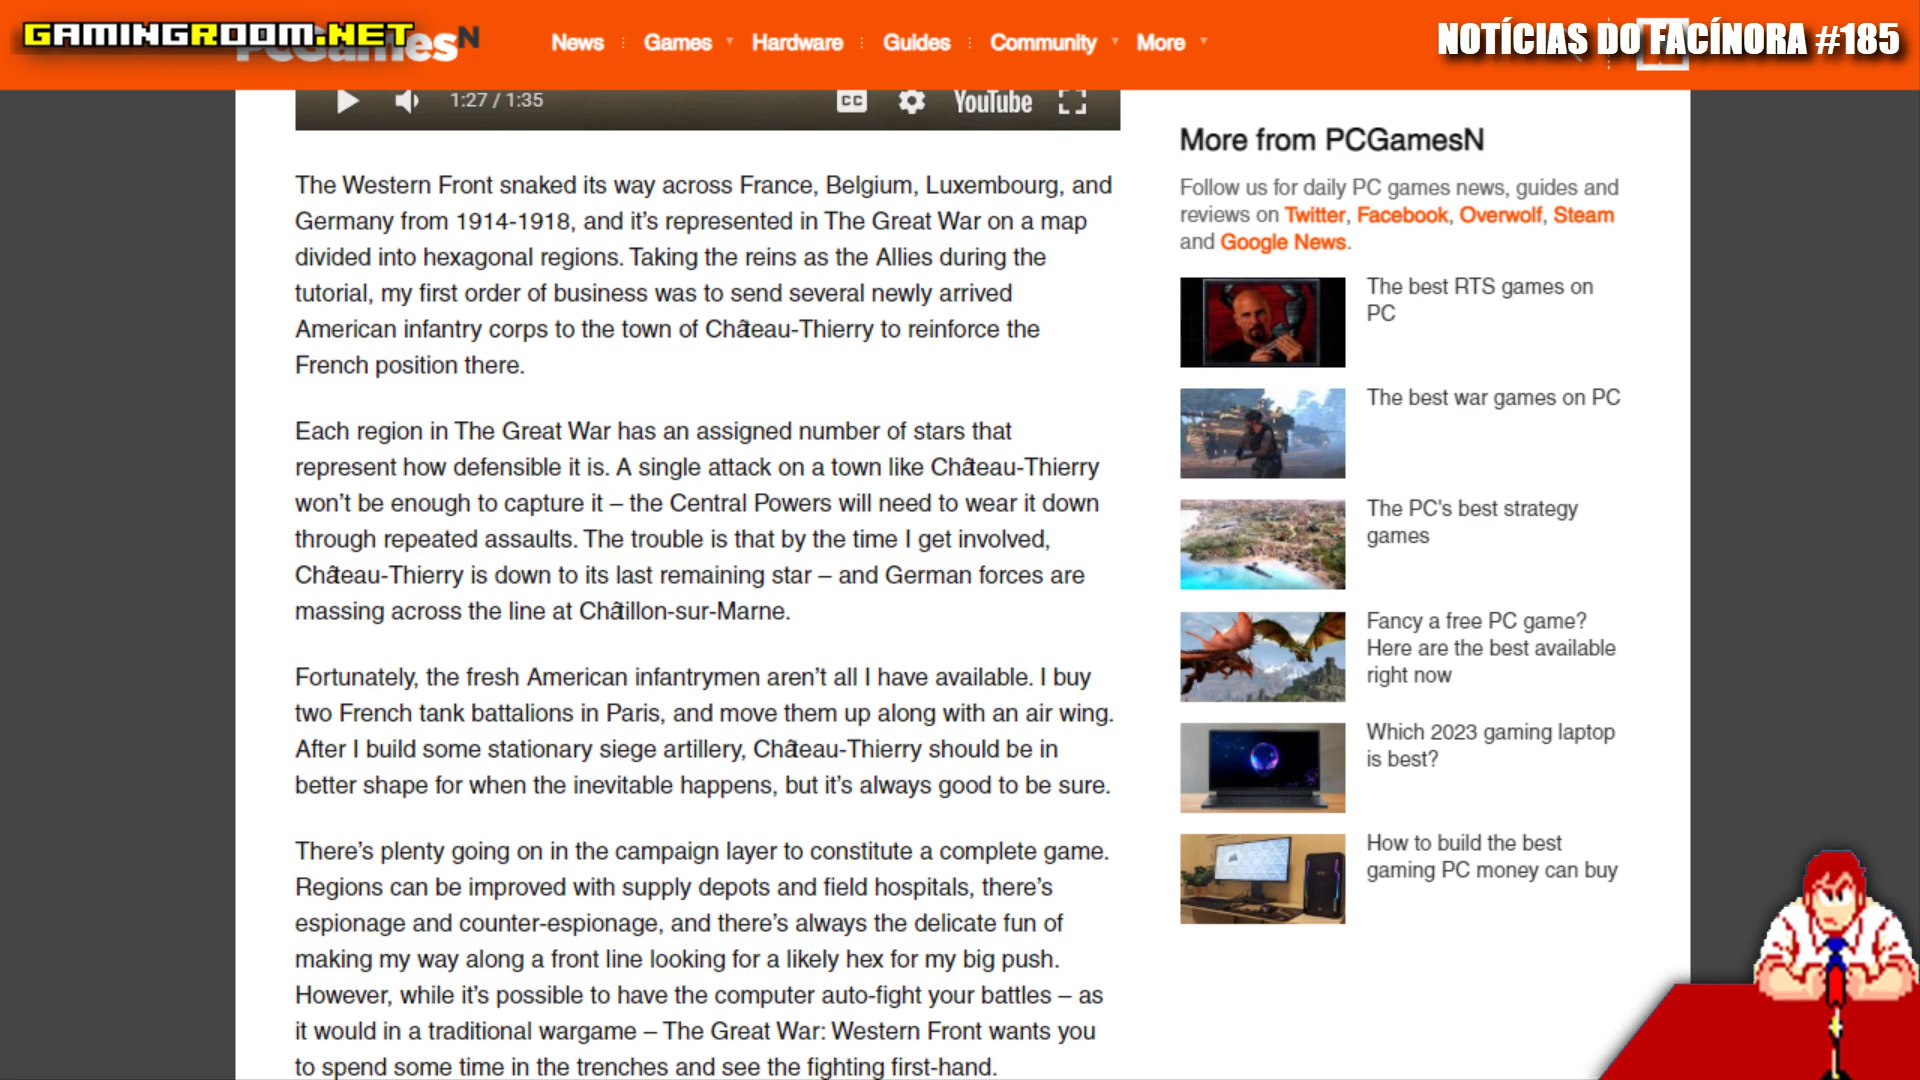 GAMINGROOM.NET
PCGamesN
News
Games
Hardware
Guides
Community
More
NOTÍCIAS DO FACÍNORA #185
1:27 / 1:35
CC
YouTube
The Western Front snaked its way across France, Belgium, Luxembourg, and
Germany from 1914-1918, and it’s represented in The Great War on a map
divided into hexagonal regions. Taking the reins as the Allies during the
tutorial, my first order of business was to send several newly arrived
American infantry corps to the town of Château-Thierry to reinforce the
French position there.
Each region in The Great War has an assigned number of stars that
represent how defensible it is. A single attack on a town like Château-Thierry
won’t be enough to capture it – the Central Powers will need to wear it down
through repeated assaults. The trouble is that by the time I get involved,
Château-Thierry is down to its last remaining star – and German forces are
massing across the line at Châtillon-sur-Marne.
Fortunately, the fresh American infantrymen aren’t all I have available. I buy
two French tank battalions in Paris, and move them up along with an air wing.
After I build some stationary siege artillery, Château-Thierry should be in
better shape for when the inevitable happens, but it’s always good to be sure.
There’s plenty going on in the campaign layer to constitute a complete game.
Regions can be improved with supply depots and field hospitals, there’s
espionage and counter-espionage, and there’s always the delicate fun of
making my way along a front line looking for a likely hex for my big push.
However, while it’s possible to have the computer auto-fight your battles – as
it would in a traditional wargame – The Great War: Western Front wants you
to spend some time in the trenches and see the fighting first-hand.
More from PCGamesN
Follow us for daily PC games news, guides and
reviews on Twitter, Facebook, Overwolf, Steam
and Google News.
The best RTS games on
PC
The best war games on PC
The PC's best strategy
games
Fancy a free PC game?
Here are the best available
right now
Which 2023 gaming laptop
is best?
How to build the best
gaming PC money can buy